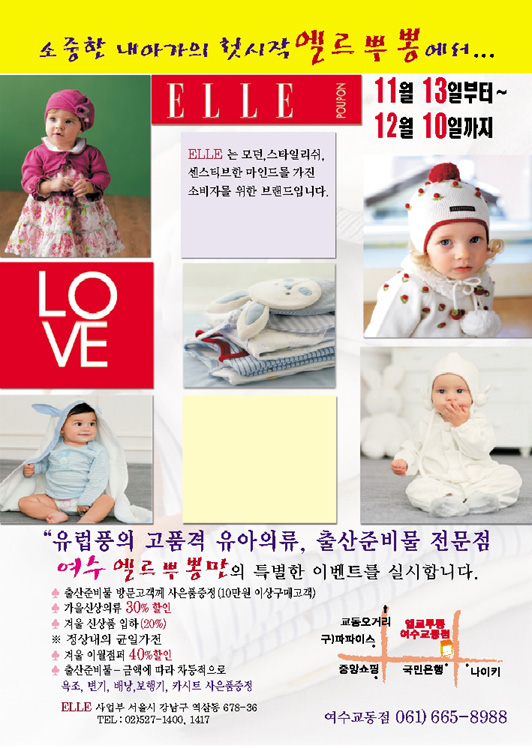 소중한 내아가의 첫시작 엘르뿌뽕에서...
ELLE
POUPON
11월 13일부터~
12월 10일까지
ELLE 는 모던,스타일리쉬,
센스티브한 마인드를 가진
소비자를 위한 브랜드입니다.
LO
VE
“유럽풍의 고품격 유아의류, 출산준비물 전문점
여수 엘르뿌뽕만의 특별한 이벤트를 실시합니다.
♠ 출산준비물 방문고객께 사은품증정(10만원 이상구매고객)
♠ 가을신상의류 30% 할인
♠ 겨울 신상품 입하(20%)
※ 정상내의 균일가전
♠ 겨울 이월점퍼 40%할인
♠ 출산준비물-금액에 따라 차등적으로
욕조, 변기, 배낭,보행기, 카시트 사은품증정
ELLE 사업부 서울시 강남구 역삼동 678-36
TEL : 02)527-1400, 1417
교동오거리
구)파파이스
엘르뿌뽕
여수교동점
중앙쇼핑
국민은행
나이키
여수교동점 061) 665-8988